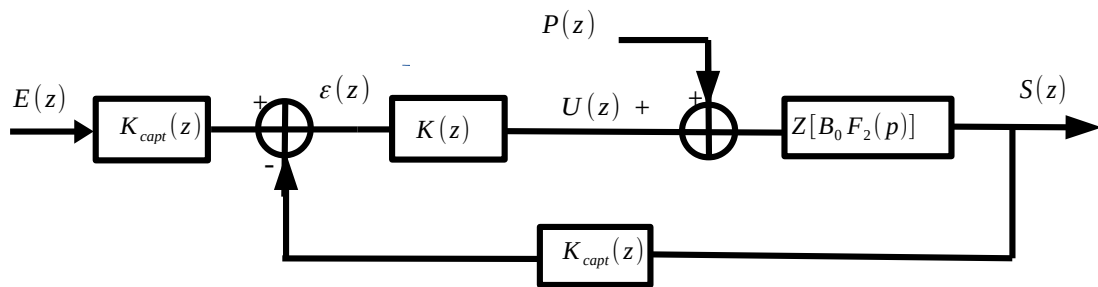 P(z)
E(z) + ε(z) U(z) + + S(z)
K_capt(z) K(z) Z[B_0 F_2(p)]
-
K_capt(z)